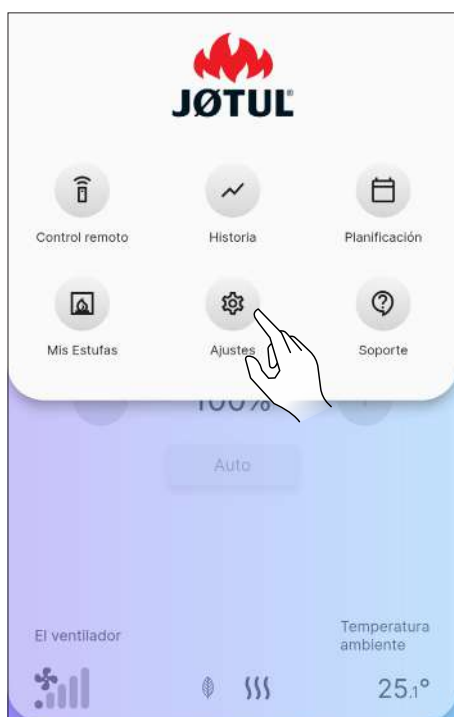 JØTUL
Control remoto
Historia
Planificación
Mis Estufas
Ajustes
Soporte
100%
Auto
El ventilador
Temperatura
ambiente
25.1°